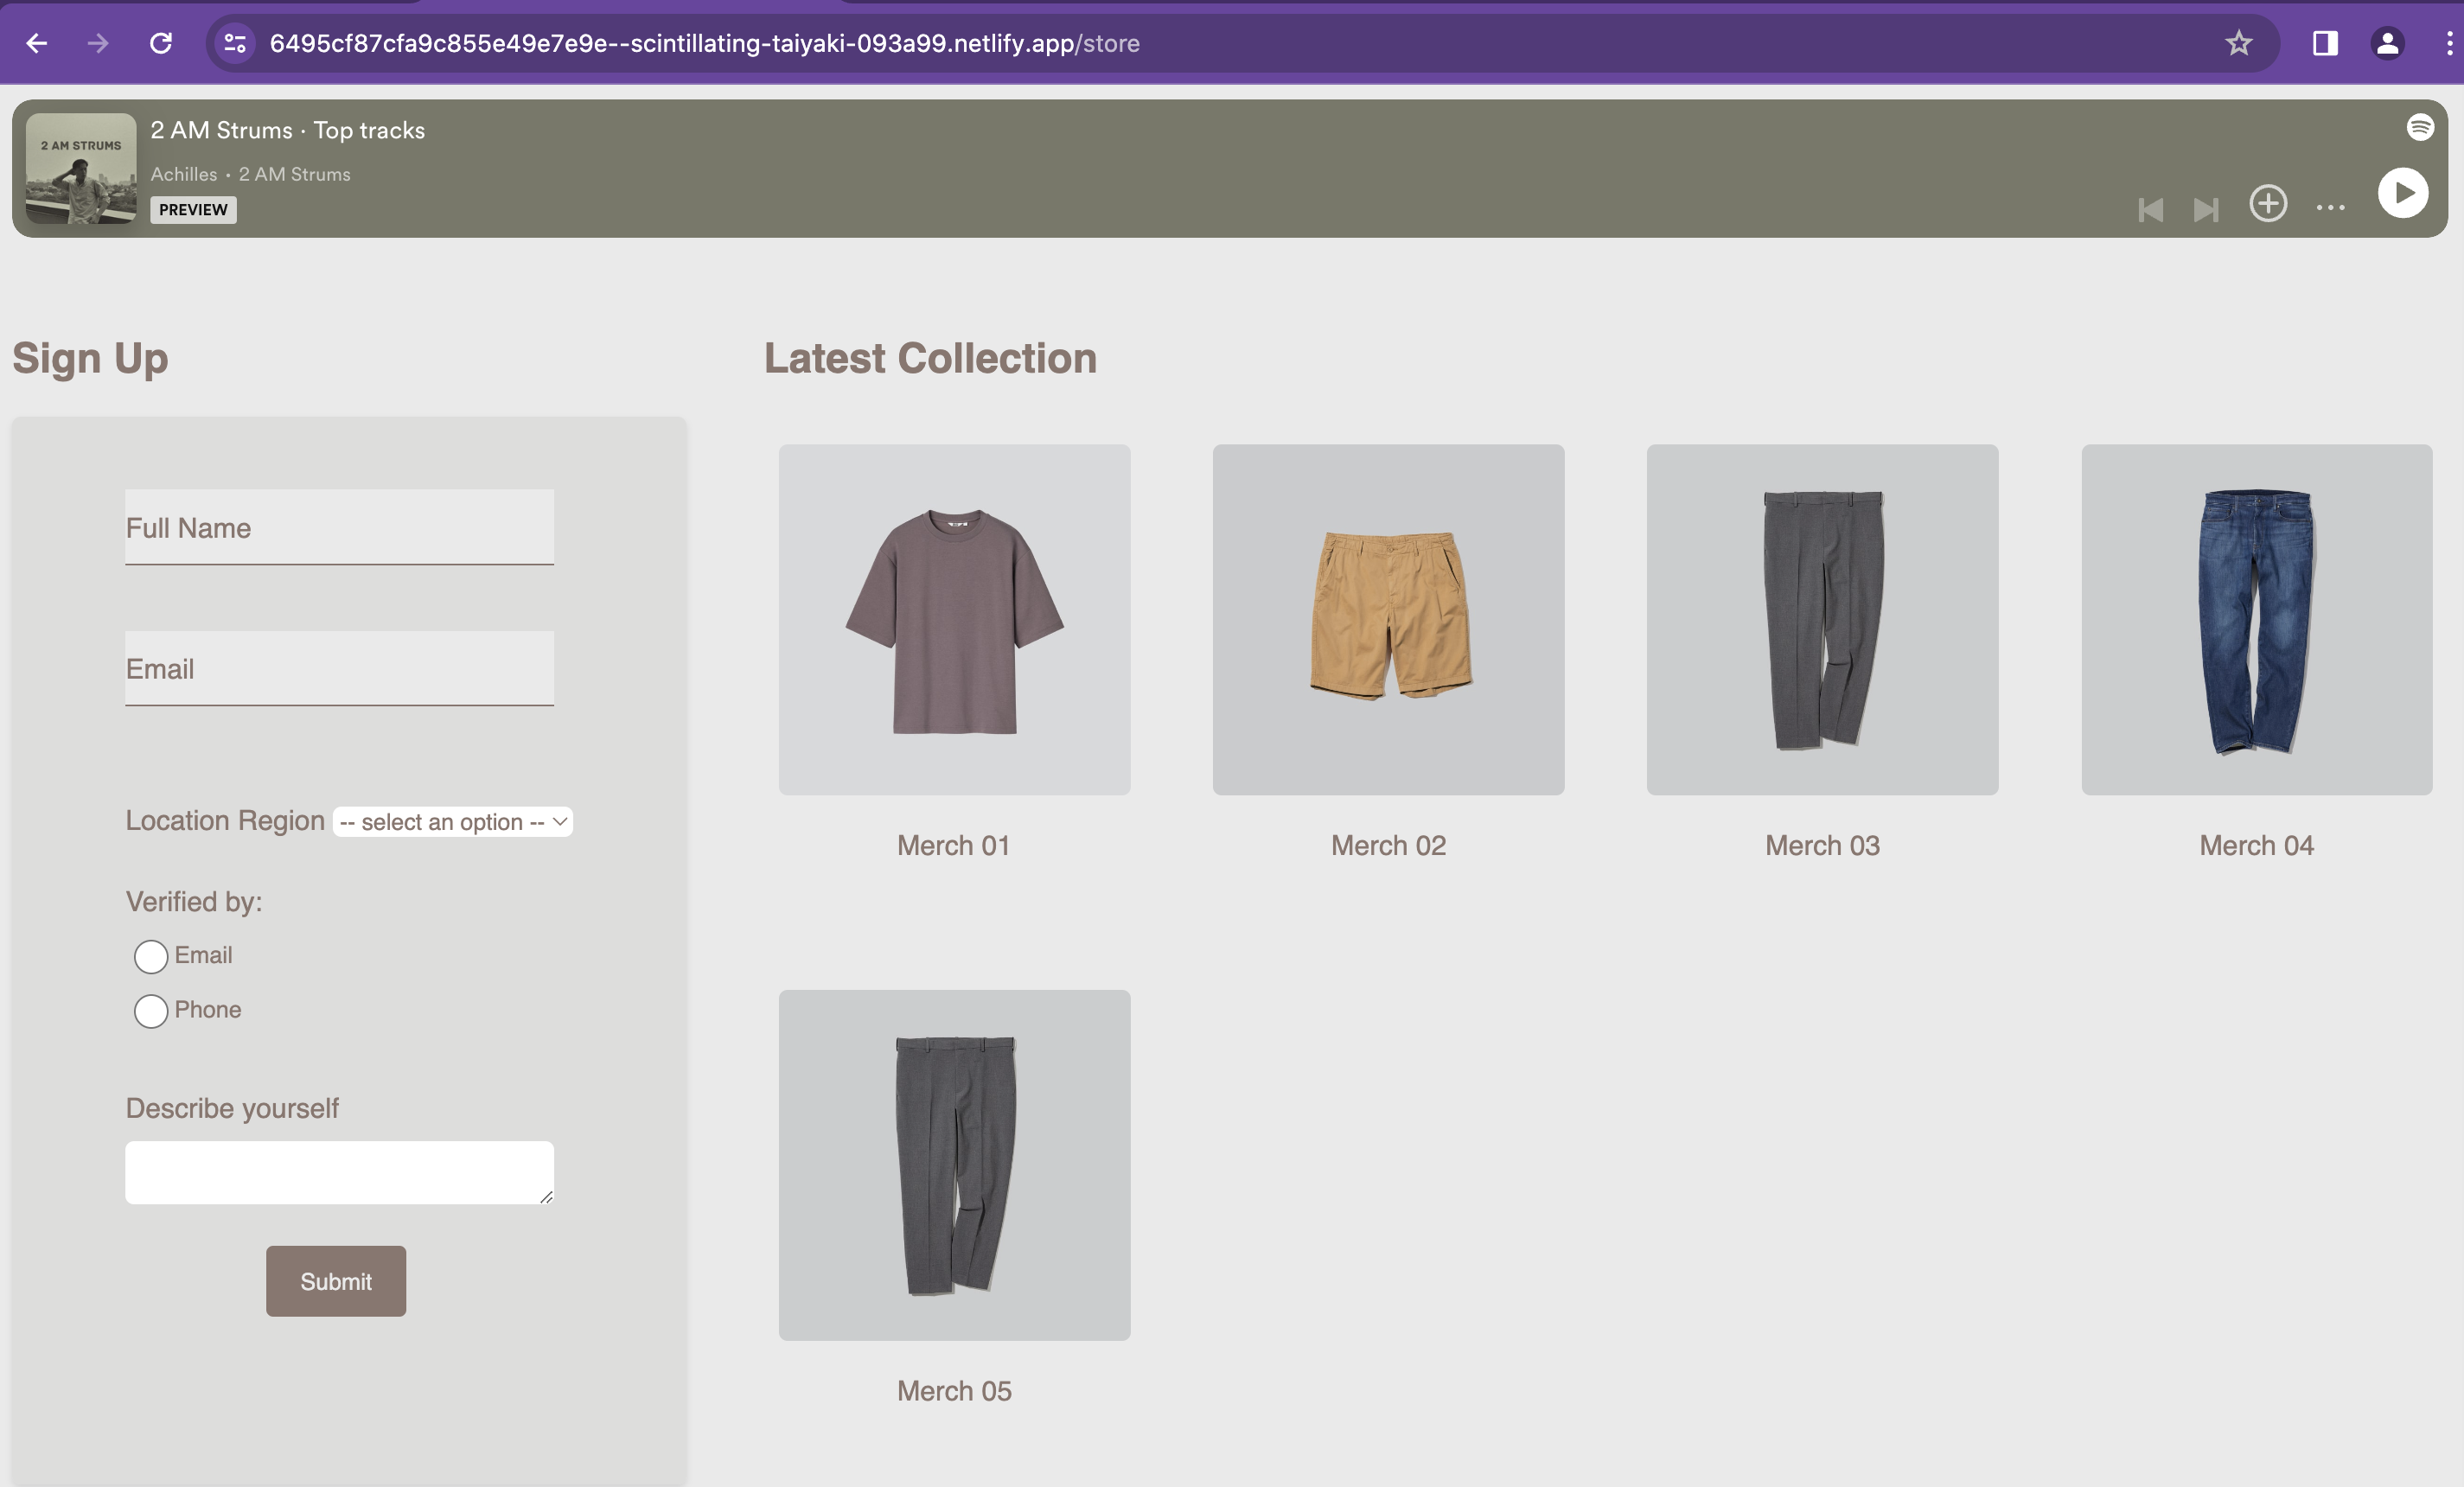 6495cf87cfa9c855e49e7e9e--scintillating-taiyaki-093a99.netlify.app/store
2 AM STRUMS
2 AM Strums · Top tracks
Achilles • 2 AM Strums
PREVIEW
Sign Up
Full Name
Email
Location Region -- select an option --
Verified by:
Email
Phone
Describe yourself
Submit
Latest Collection
Merch 01
Merch 02
Merch 03
Merch 04
Merch 05